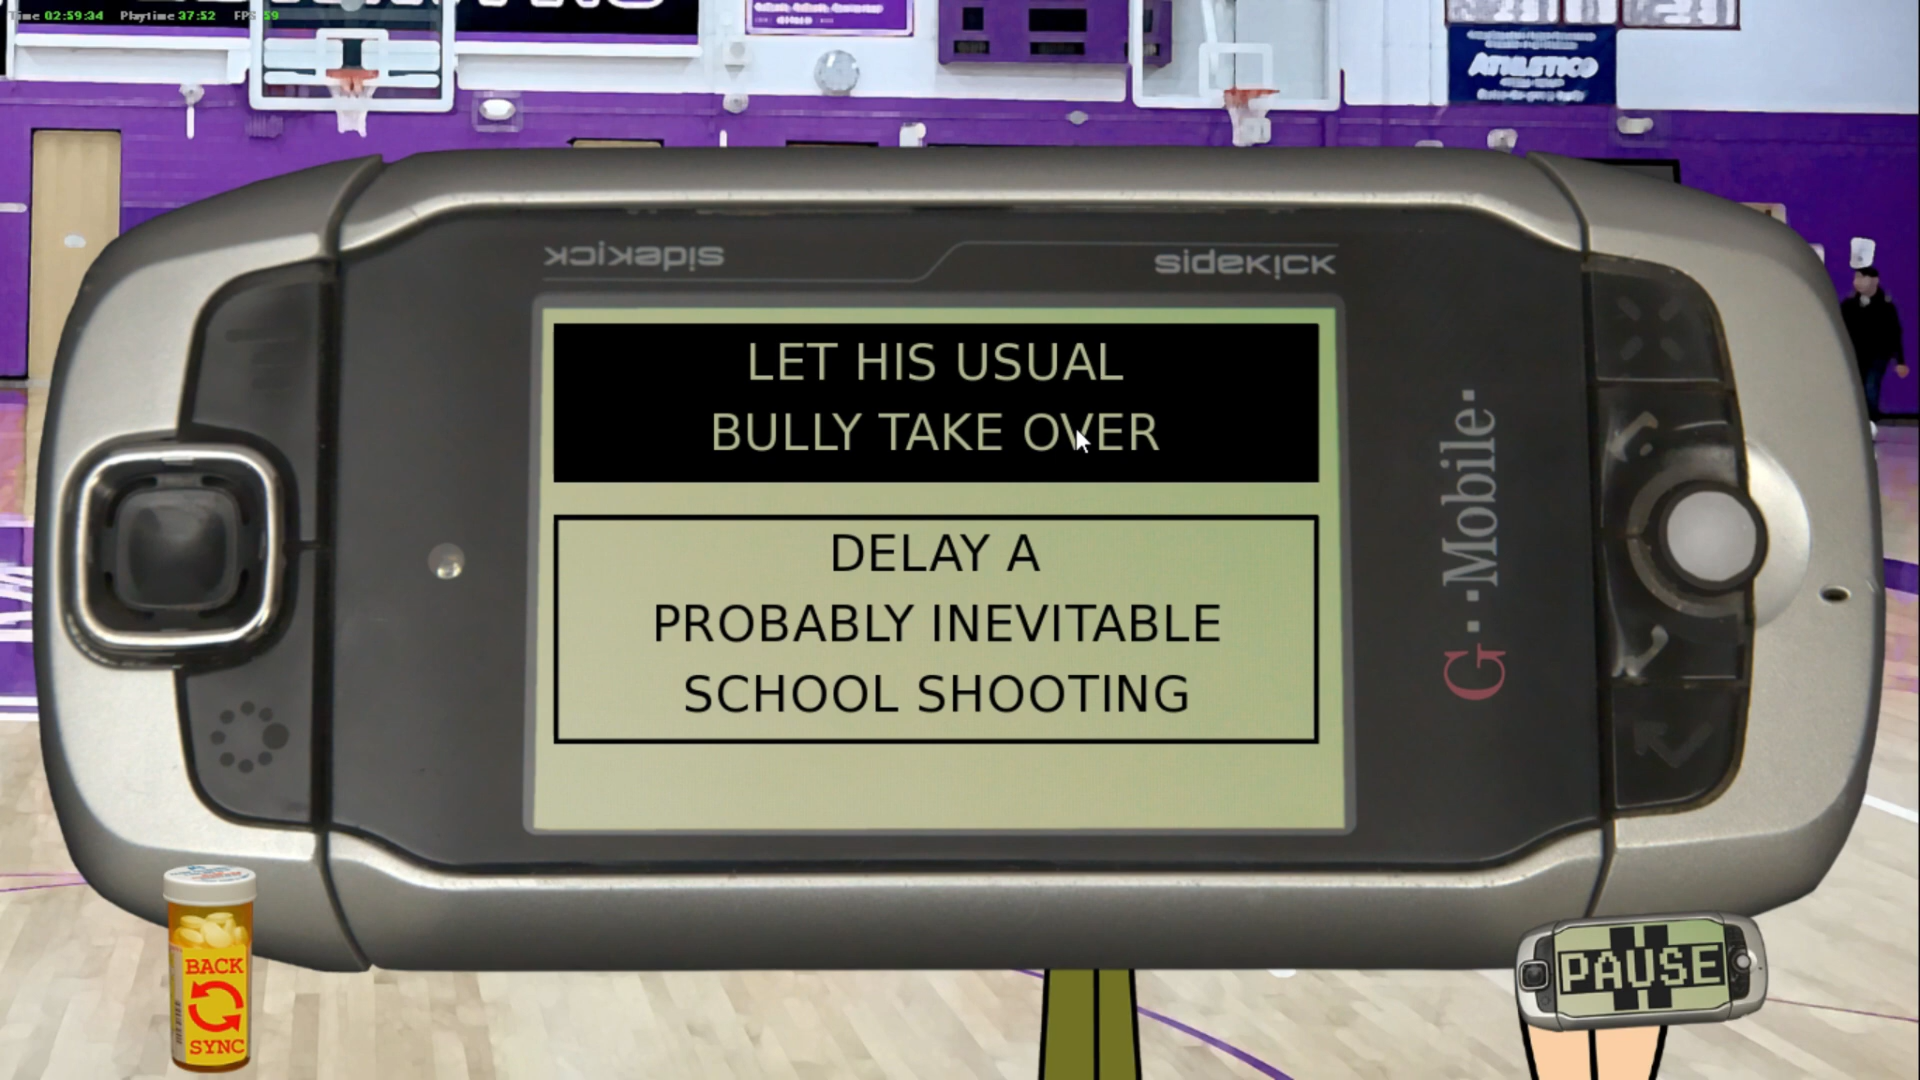 Time 02:59:34 Playtime 37:52 FPS 59
ATHLETICO
sidekick
sidekick
LET HIS USUAL
BULLY TAKE OVER
DELAY A
PROBABLY INEVITABLE
SCHOOL SHOOTING
G··Mobile·
BACK
SYNC
PAUSE